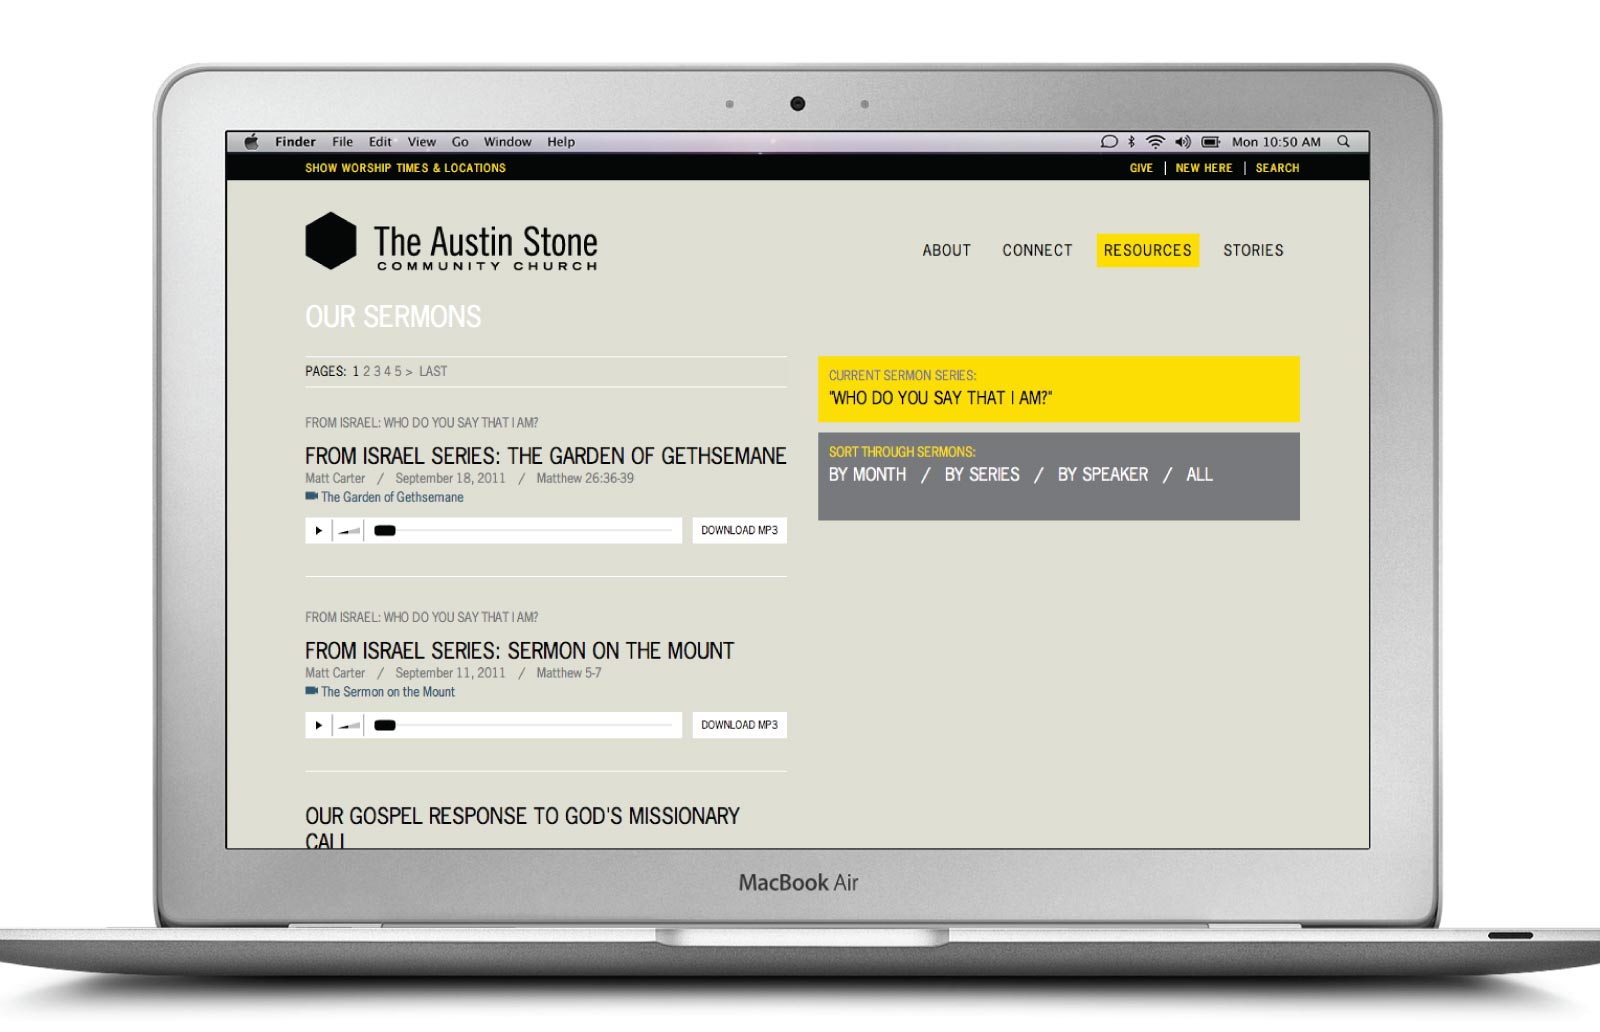 Finder File Edit View Go Window Help Mon 10:50 AM
SHOW WORSHIP TIMES & LOCATIONS GIVE | NEW HERE | SEARCH
The Austin Stone
COMMUNITY CHURCH
ABOUT CONNECT RESOURCES STORIES
OUR SERMONS
PAGES: 1 2 3 4 5 > LAST
FROM ISRAEL: WHO DO YOU SAY THAT I AM?
FROM ISRAEL SERIES: THE GARDEN OF GETHSEMANE
Matt Carter / September 18, 2011 / Matthew 26:36-39
The Garden of Gethsemane
DOWNLOAD MP3
FROM ISRAEL: WHO DO YOU SAY THAT I AM?
FROM ISRAEL SERIES: SERMON ON THE MOUNT
Matt Carter / September 11, 2011 / Matthew 5-7
The Sermon on the Mount
DOWNLOAD MP3
OUR GOSPEL RESPONSE TO GOD'S MISSIONARY
CALL
CURRENT SERMON SERIES:
"WHO DO YOU SAY THAT I AM?"
SORT THROUGH SERMONS:
BY MONTH / BY SERIES / BY SPEAKER / ALL
MacBook Air